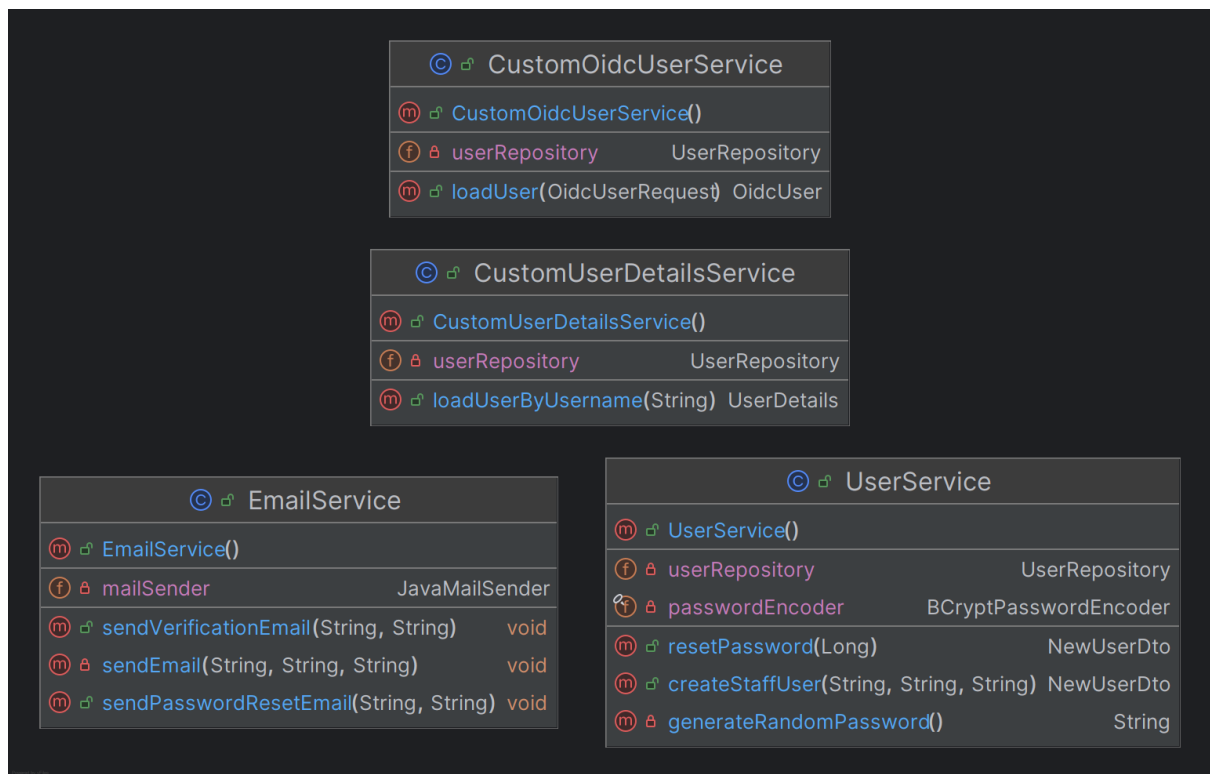 C CustomOidcUserService
m CustomOidcUserService()
f userRepository UserRepository
m loadUser(OidcUserRequest) OidcUser
C CustomUserDetailsService
m CustomUserDetailsService()
f userRepository UserRepository
m loadUserByUsername(String) UserDetails
C EmailService
m EmailService()
f mailSender JavaMailSender
m sendVerificationEmail(String, String) void
m sendEmail(String, String, String) void
m sendPasswordResetEmail(String, String) void
C UserService
m UserService()
f userRepository UserRepository
f passwordEncoder BCryptPasswordEncoder
m resetPassword(Long) NewUserDto
m createStaffUser(String, String, String) NewUserDto
m generateRandomPassword() String